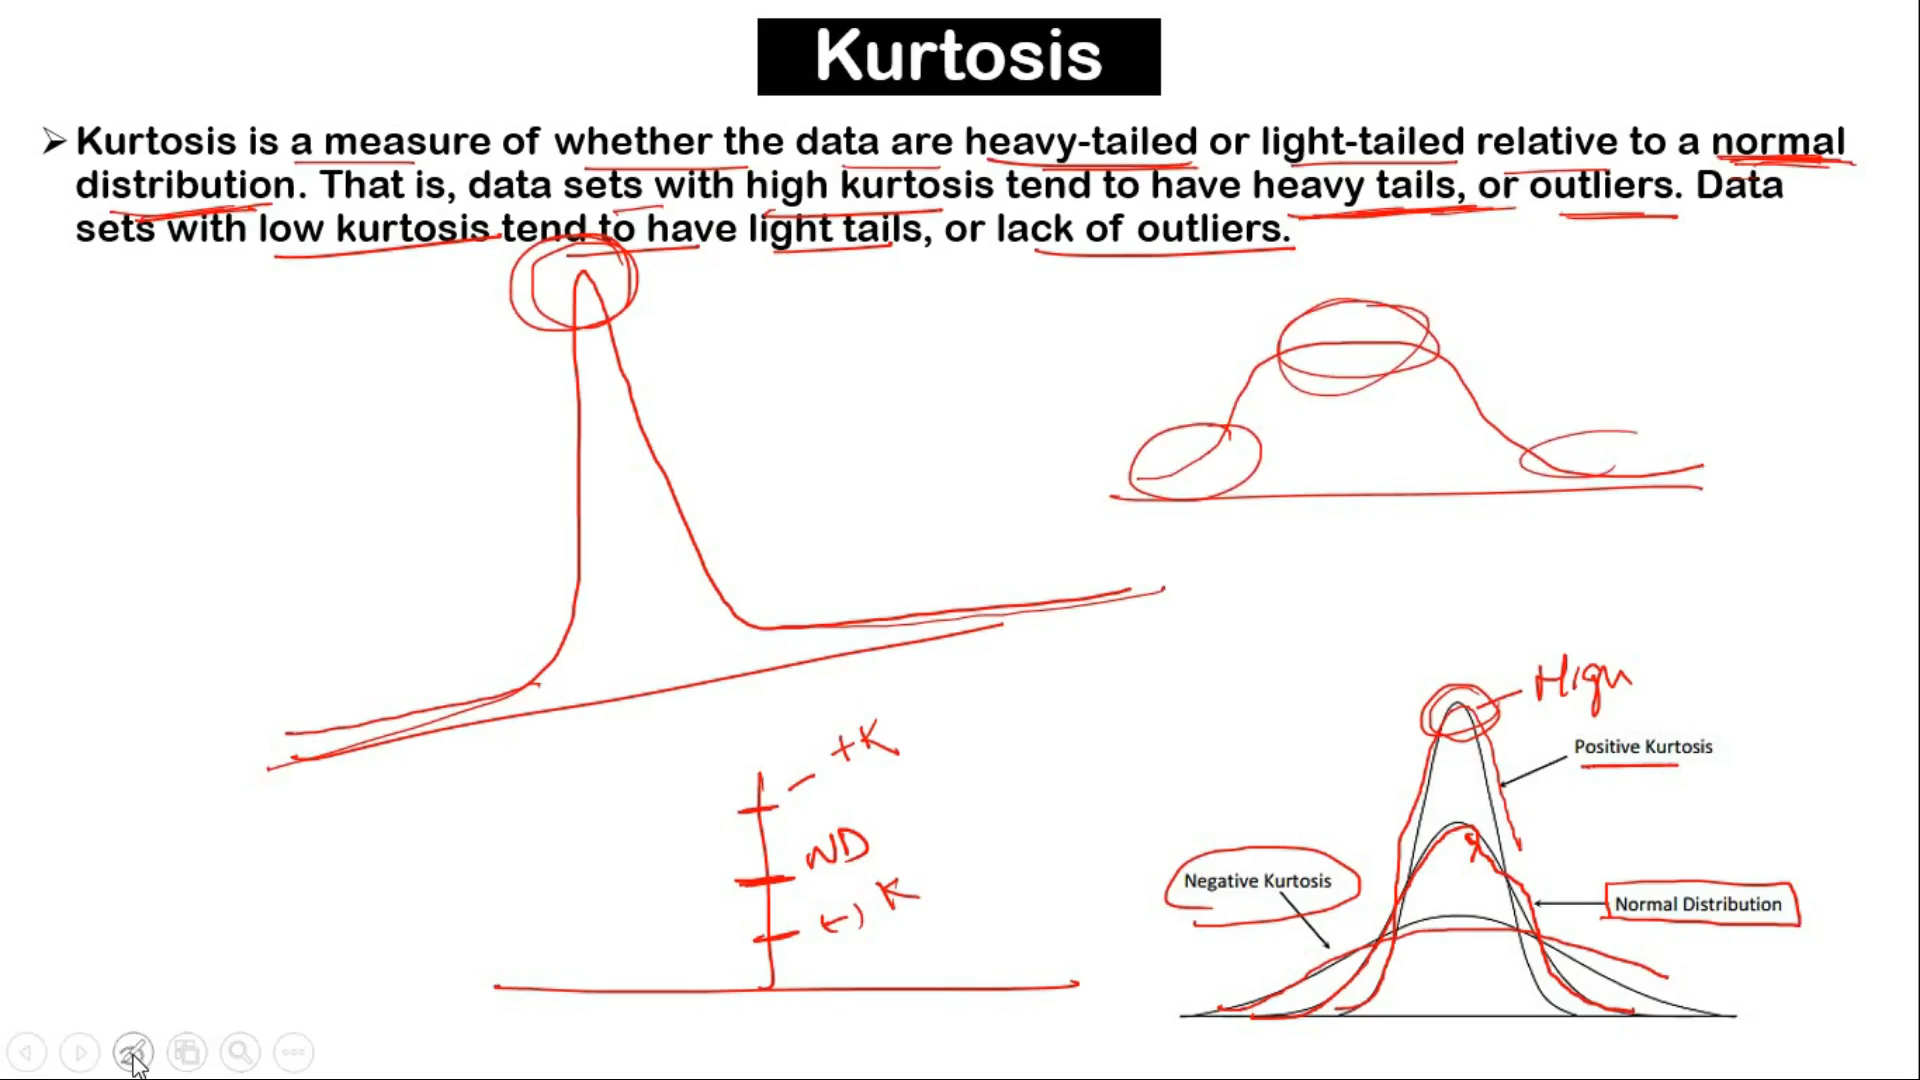 Kurtosis
➢ Kurtosis is a measure of whether the data are heavy-tailed or light-tailed relative to a normal
distribution. That is, data sets with high kurtosis tend to have heavy tails, or outliers. Data
sets with low kurtosis tend to have light tails, or lack of outliers.
High
+K
Positive Kurtosis
ND
Negative Kurtosis
(-) K
Normal Distribution